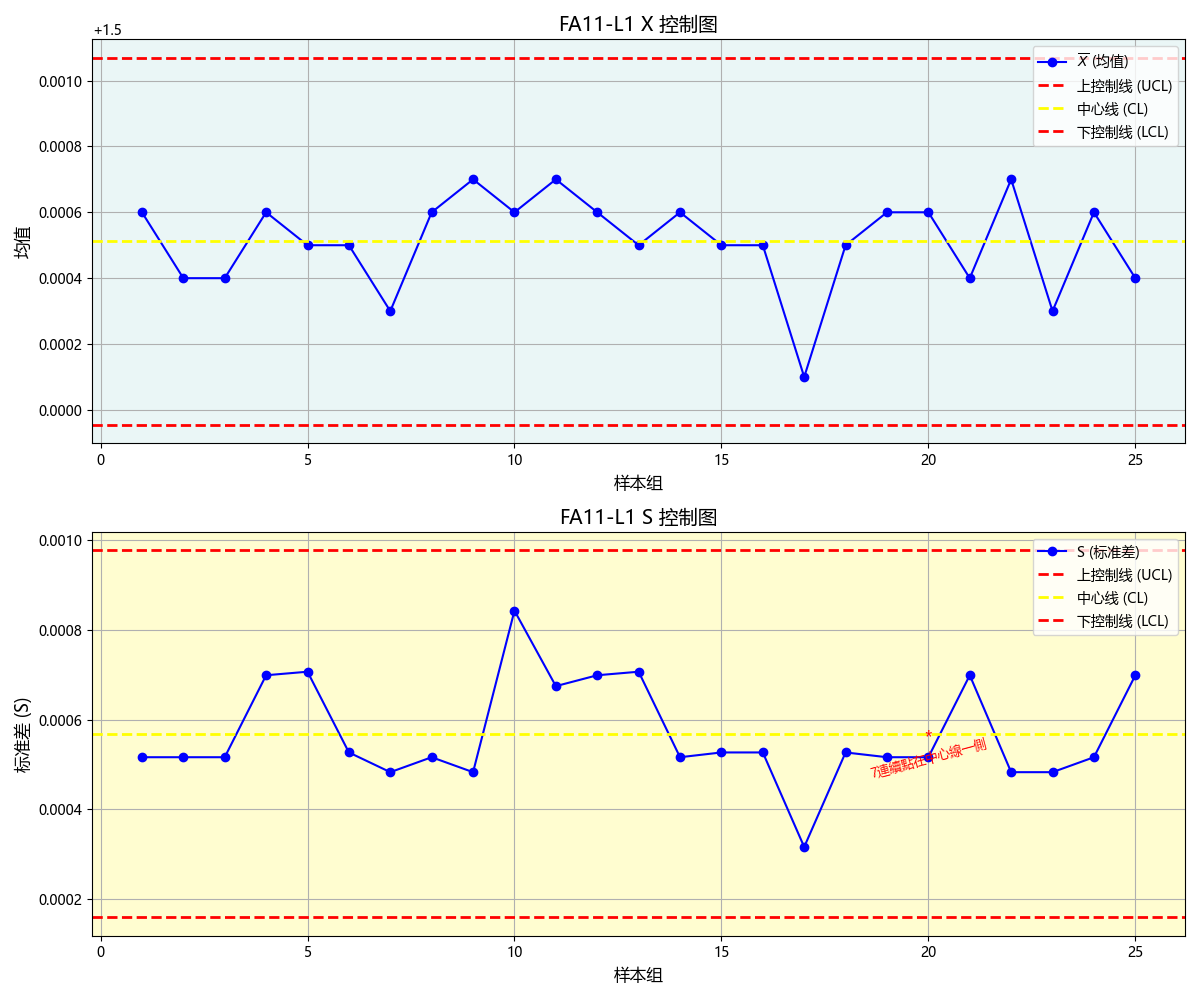 FA11-L1 X 控制图
+1.5
0.0010
0.0008
0.0006
0.0004
0.0002
0.0000
均值
X (均值)
上控制线 (UCL)
中心线 (CL)
下控制线 (LCL)
0 5 10 15 20 25
样本组
FA11-L1 S 控制图
0.0010
0.0008
0.0006
0.0004
0.0002
标准差 (S)
S (标准差)
上控制线 (UCL)
中心线 (CL)
下控制线 (LCL)
*
7連續點在中心線一側
0 5 10 15 20 25
样本组